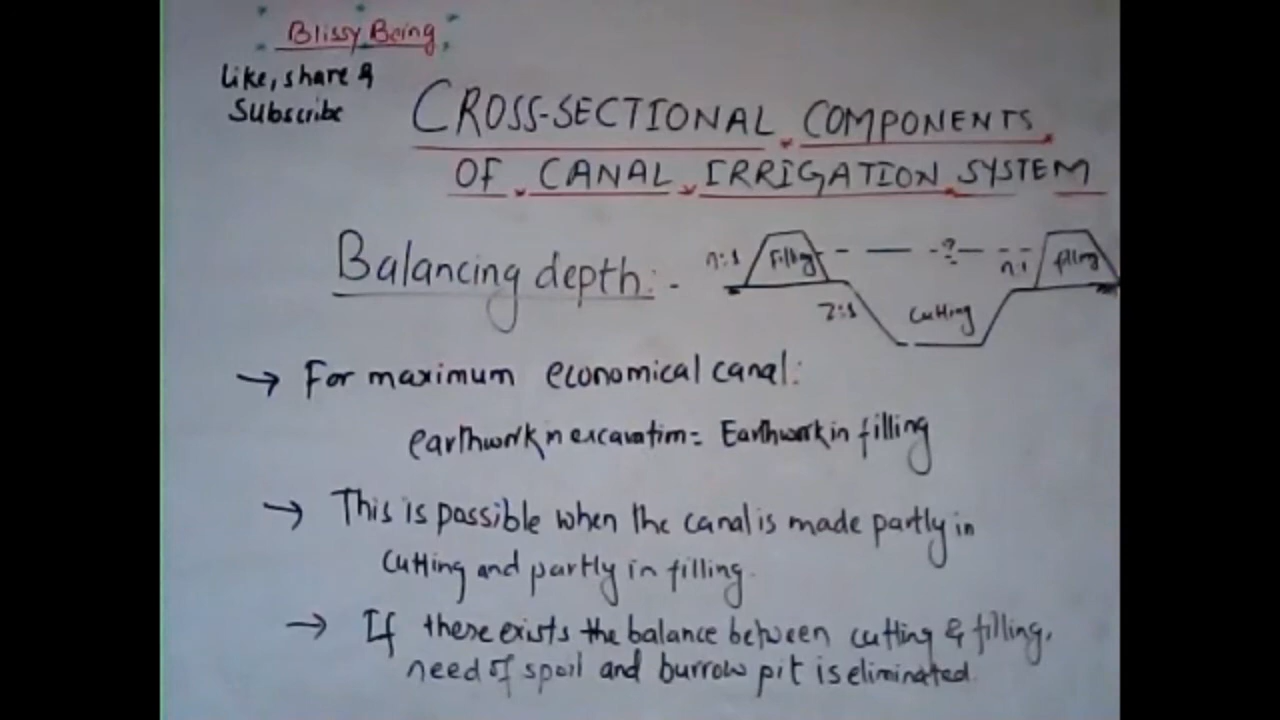 Blissy Being
Like, share &
Subscribe
CROSS-SECTIONAL COMPONENTS
OF CANAL IRRIGATION SYSTEM
Balancing depth:-
n:1 Filling ? n:1 filling
z:1 cutting
→ For maximum economical canal:
earthwork in excavation = Earthwork in filling
→ This is possible when the canal is made partly in
cutting and partly in filling.
→ If these exists the balance between cutting & filling,
need of spoil and burrow pit is eliminated.